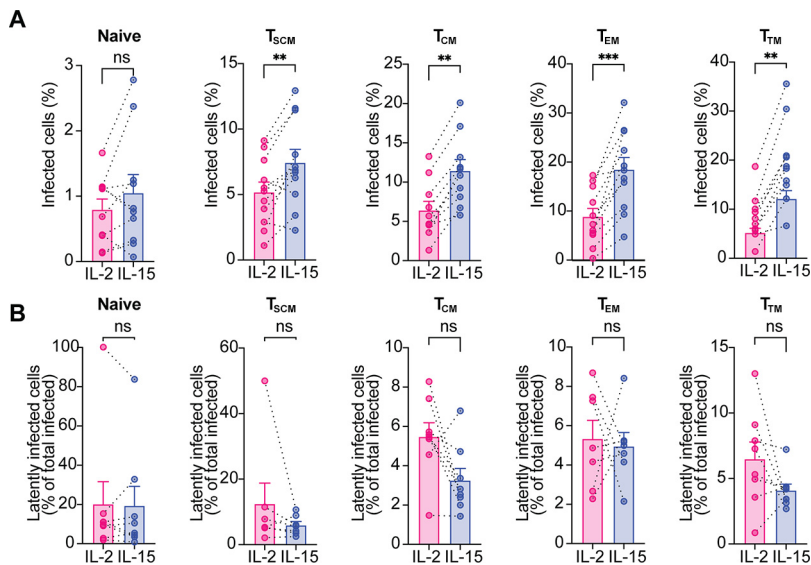 A
Naive
ns
Infected cells (%)
3
2
1
0
IL-2 IL-15
TSCM
**
Infected cells (%)
15
10
5
0
IL-2 IL-15
TCM
**
Infected cells (%)
25
20
15
10
5
0
IL-2 IL-15
TEM
***
Infected cells (%)
40
30
20
10
0
IL-2 IL-15
TTM
**
Infected cells (%)
40
30
20
10
0
IL-2 IL-15
B
Naive
ns
Latently infected cells
(% of total infected)
100
80
60
40
20
0
IL-2 IL-15
TSCM
ns
Latently infected cells
(% of total infected)
60
40
20
0
IL-2 IL-15
TCM
ns
Latently infected cells
(% of total infected)
10
8
6
4
2
0
IL-2 IL-15
TEM
ns
Latently infected cells
(% of total infected)
10
8
6
4
2
0
IL-2 IL-15
TTM
ns
Latently infected cells
(% of total infected)
15
10
5
0
IL-2 IL-15